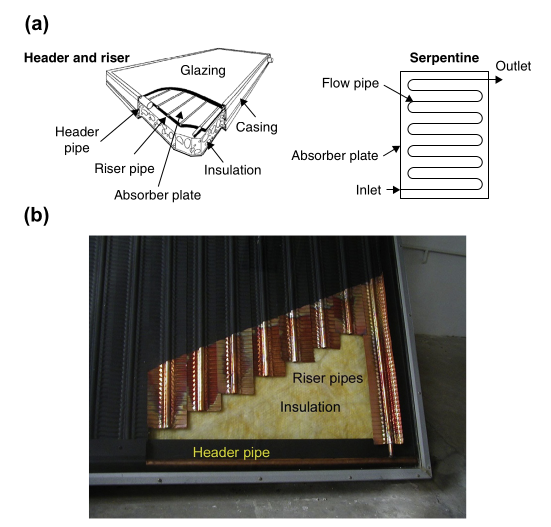 (a)
Header and riser
Glazing
Header
pipe
Riser pipe
Absorber plate
Casing
Insulation
Serpentine
Outlet
Flow pipe
Absorber plate
Inlet
(b)
Riser pipes
Insulation
Header pipe